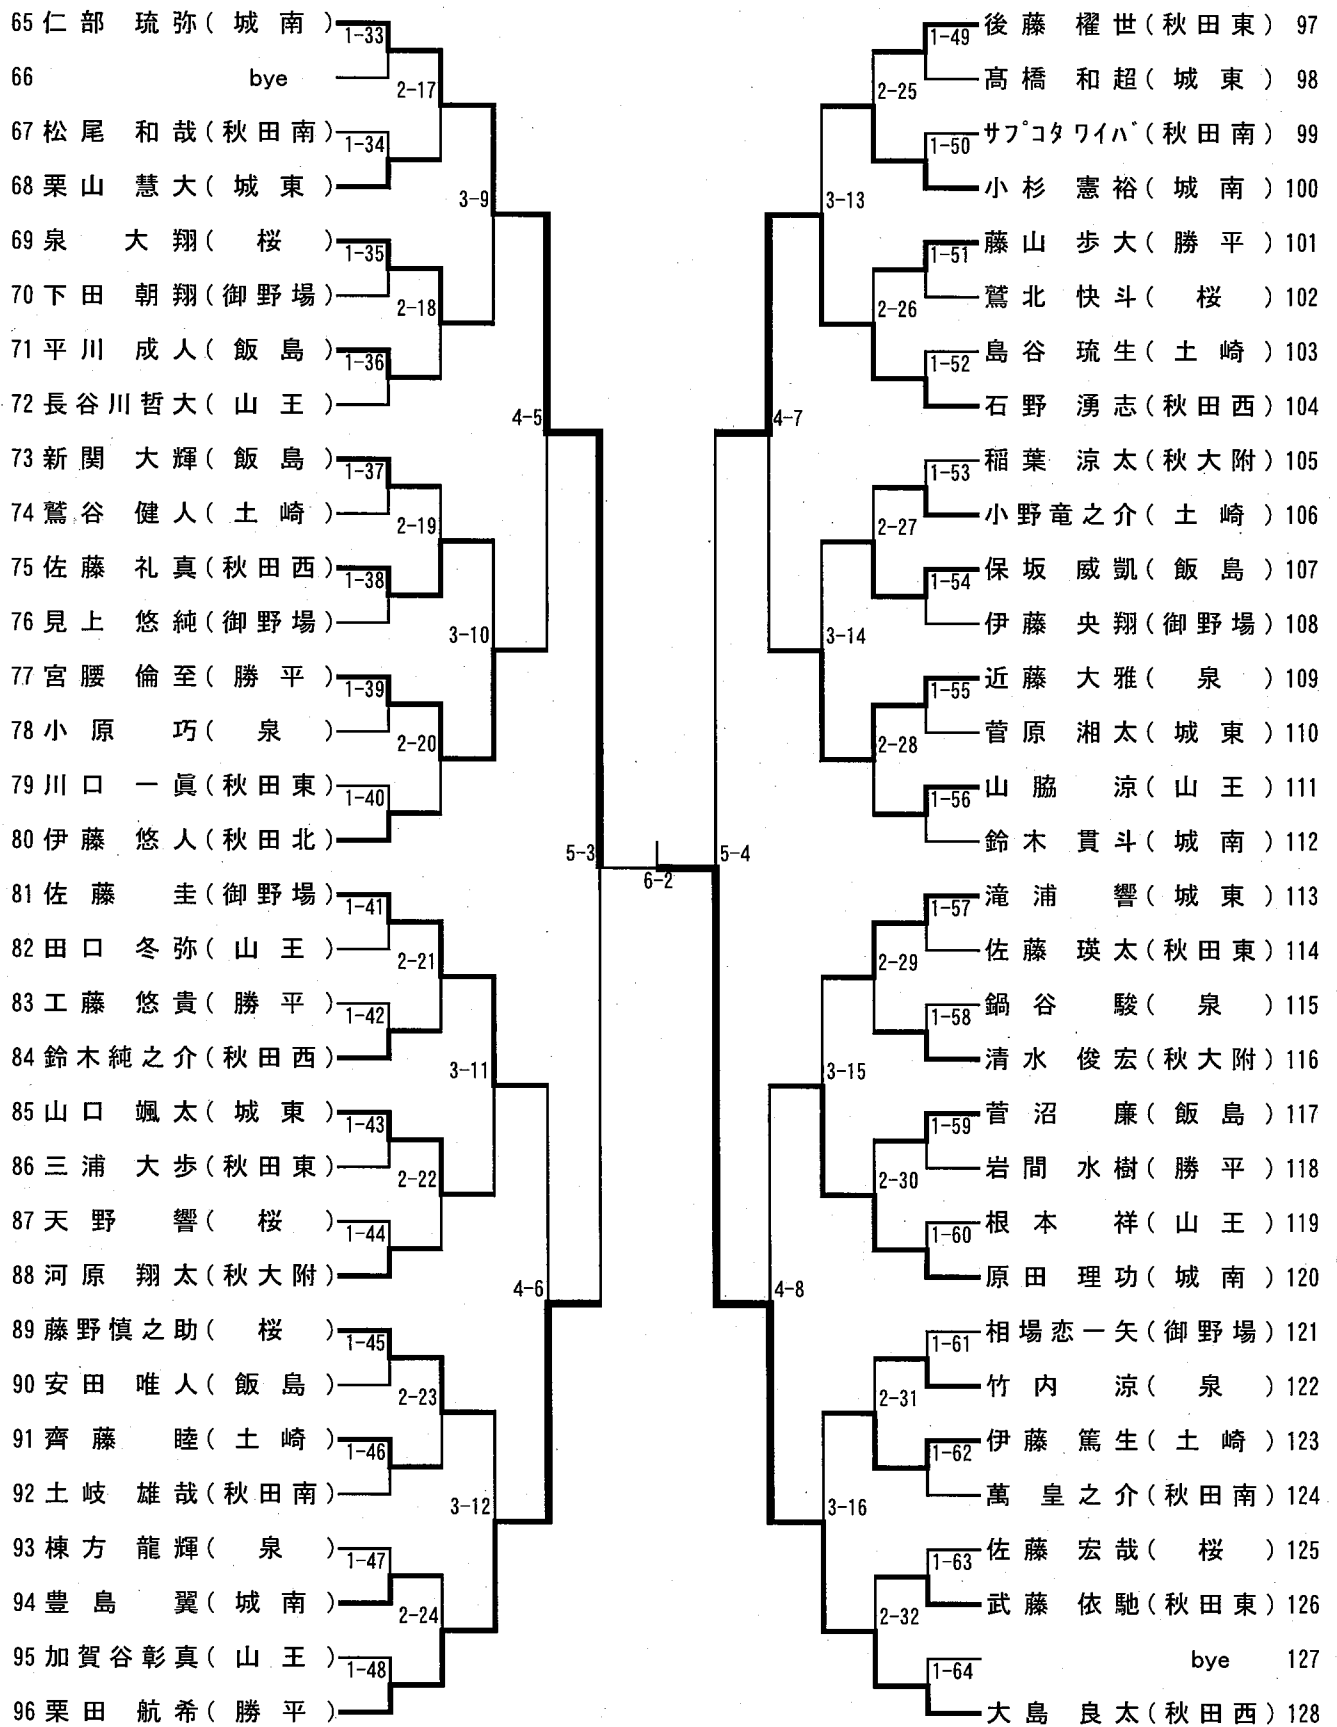 65 仁部 琉弥(城南)
66 bye
67 松尾 和哉(秋田南)
68 栗山 慧大(城東)
69 泉 大翔(桜)
70 下田 朝翔(御野場)
71 平川 成人(飯島)
72 長谷川哲大(山王)
73 新関 大輝(飯島)
74 鷲谷 健人(土崎)
75 佐藤 礼真(秋田西)
76 見上 悠純(御野場)
77 宮腰 倫至(勝平)
78 小原 巧(泉)
79 川口 一眞(秋田東)
80 伊藤 悠人(秋田北)
81 佐藤 圭(御野場)
82 田口 冬弥(山王)
83 工藤 悠貴(勝平)
84 鈴木純之介(秋田西)
85 山口 颯太(城東)
86 三浦 大歩(秋田東)
87 天野 響(桜)
88 河原 翔太(秋大附)
89 藤野慎之助(桜)
90 安田 唯人(飯島)
91 齊藤 睦(土崎)
92 土岐 雄哉(秋田南)
93 棟方 龍輝(泉)
94 豊島 翼(城南)
95 加賀谷彰真(山王)
96 栗田 航希(勝平)
1-33
1-34
1-35
1-36
1-37
1-38
1-39
1-40
1-41
1-42
1-43
1-44
1-45
1-46
1-47
1-48
2-17
2-18
2-19
2-20
2-21
2-22
2-23
2-24
3-9
3-10
3-11
3-12
4-5
4-6
5-3
6-2
5-4
4-7
4-8
3-13
3-14
3-15
3-16
2-25
2-26
2-27
2-28
2-29
2-30
2-31
2-32
1-49
1-50
1-51
1-52
1-53
1-54
1-55
1-56
1-57
1-58
1-59
1-60
1-61
1-62
1-63
1-64
後藤 櫂世(秋田東) 97
髙橋 和超(城東) 98
サプコタ ワイバ(秋田南) 99
小杉 憲裕(城南) 100
藤山 歩大(勝平) 101
鷲北 快斗(桜) 102
島谷 琉生(土崎) 103
石野 湧志(秋田西) 104
稲葉 涼太(秋大附) 105
小野竜之介(土崎) 106
保坂 威凱(飯島) 107
伊藤 央翔(御野場) 108
近藤 大雅(泉) 109
菅原 湘太(城東) 110
山脇 涼(山王) 111
鈴木 貫斗(城南) 112
滝浦 響(城東) 113
佐藤 瑛太(秋田東) 114
鍋谷 駿(泉) 115
清水 俊宏(秋大附) 116
菅沼 廉(飯島) 117
岩間 水樹(勝平) 118
根本 祥(山王) 119
原田 理功(城南) 120
相場恋一矢(御野場) 121
竹内 涼(泉) 122
伊藤 篤生(土崎) 123
萬 皇之介(秋田南) 124
佐藤 宏哉(桜) 125
武藤 依馳(秋田東) 126
bye 127
大島 良太(秋田西) 128